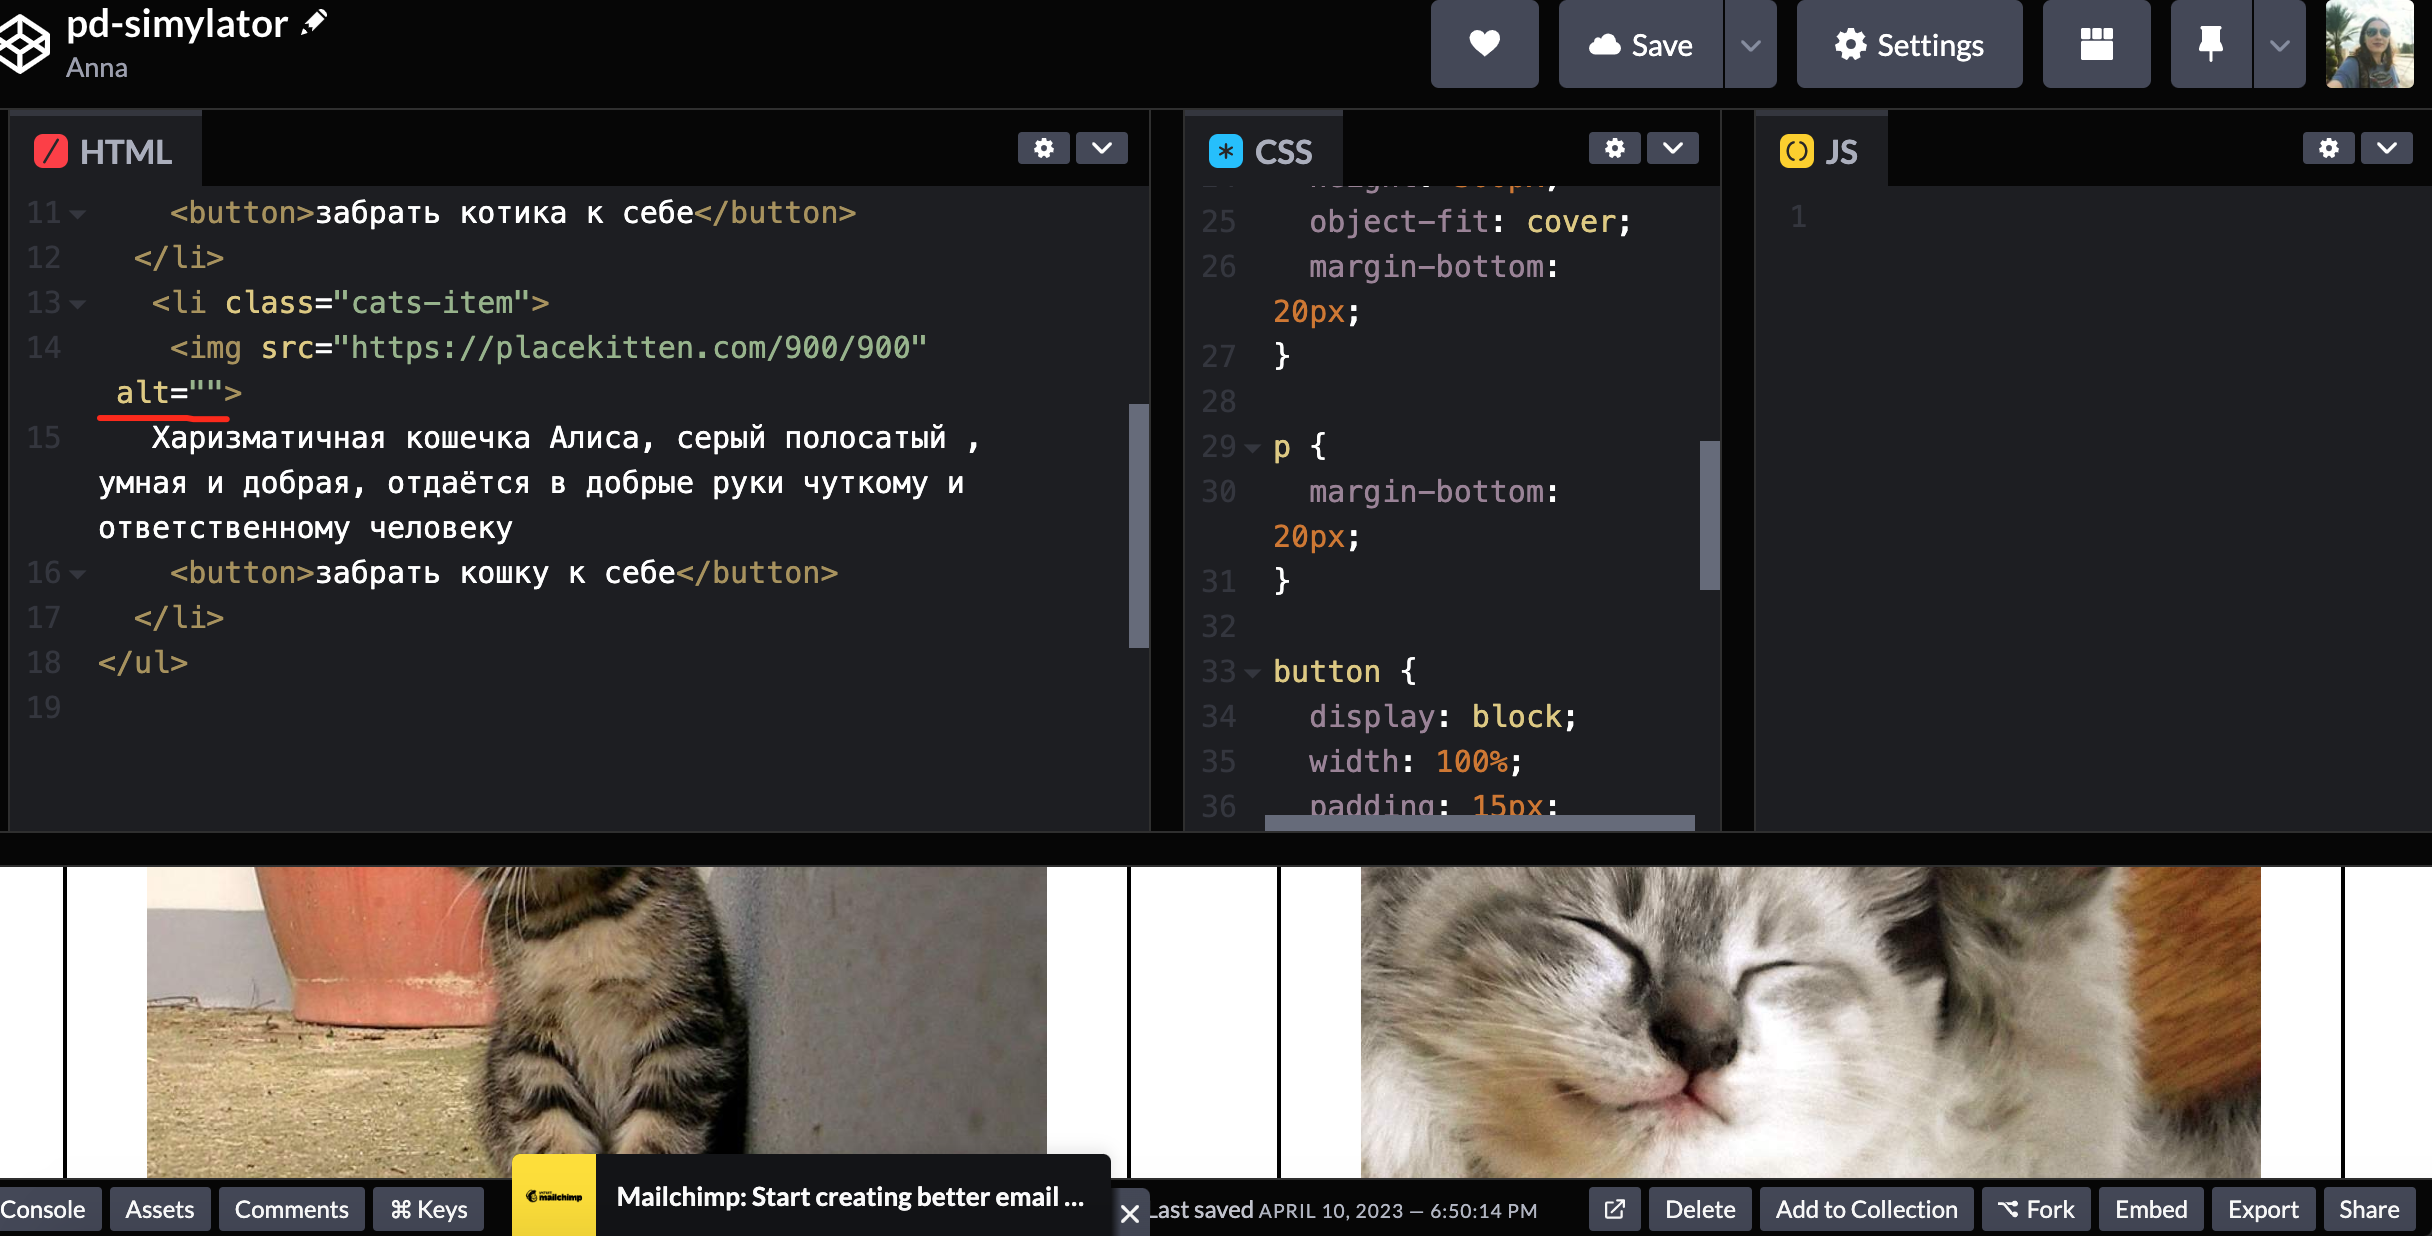 pd-simylator
Anna
Save
Settings
HTML
CSS
JS
11 <button>забрать котика к себе</button>
12 </li>
13 <li class="cats-item">
14 <img src="https://placekitten.com/900/900"
alt="">
15 Харизматичная кошечка Алиса, серый полосатый ,
умная и добрая, отдаётся в добрые руки чуткому и
ответственному человеку
16 <button>забрать кошку к себе</button>
17 </li>
18 </ul>
19
25 object-fit: cover;
26 margin-bottom:
20px;
27 }
28
29 p {
30 margin-bottom:
20px;
31 }
32
33 button {
34 display: block;
35 width: 100%;
36 padding: 15px;
1
Console
Assets
Comments
⌘ Keys
mailchimp
Mailchimp: Start creating better email ...
Last saved APRIL 10, 2023 — 6:50:14 PM
Delete
Add to Collection
Fork
Embed
Export
Share